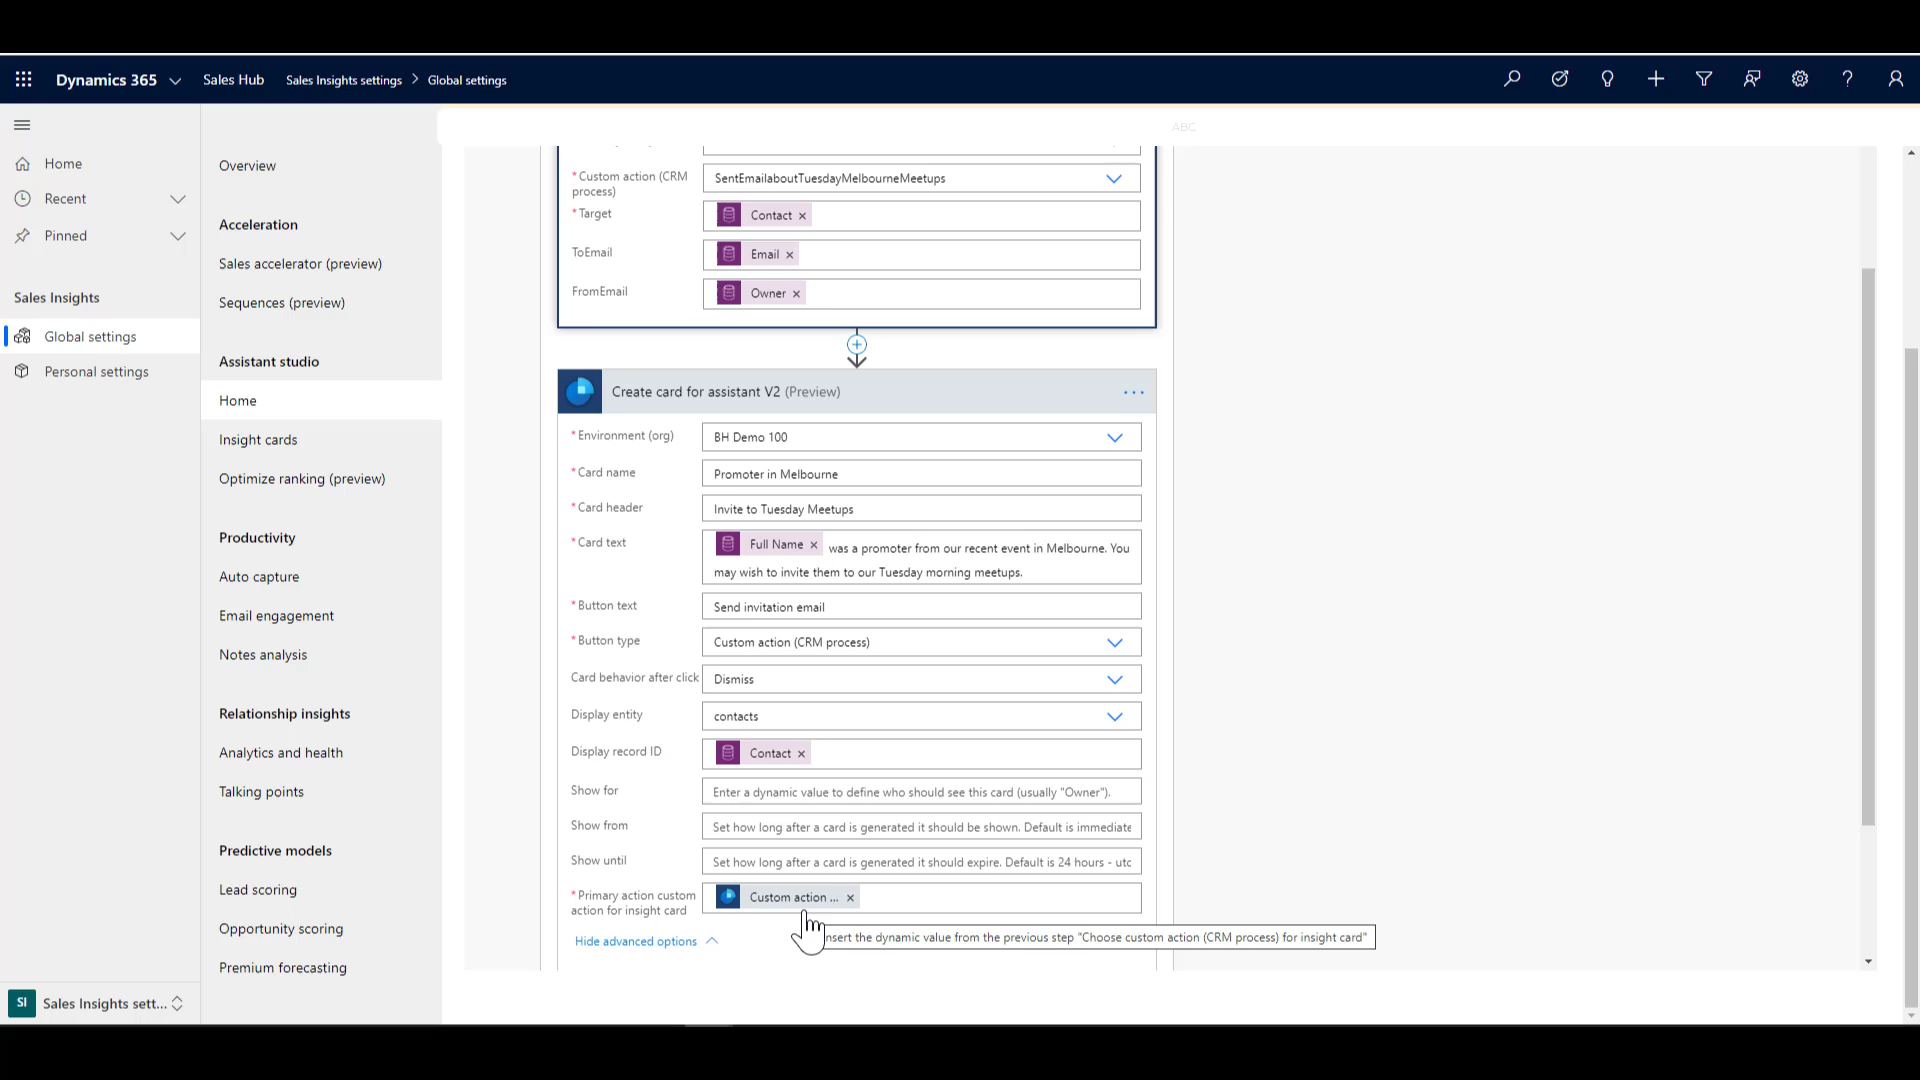 Dynamics 365
Sales Hub
Sales Insights settings > Global settings
ABC
Home
Recent
Pinned
Sales Insights
Global settings
Personal settings
SI
Sales Insights sett...
Overview
Acceleration
Sales accelerator (preview)
Sequences (preview)
Assistant studio
Home
Insight cards
Optimize ranking (preview)
Productivity
Auto capture
Email engagement
Notes analysis
Relationship insights
Analytics and health
Talking points
Predictive models
Lead scoring
Opportunity scoring
Premium forecasting
* Custom action (CRM
process)
SentEmailaboutTuesdayMelbourneMeetups
* Target
Contact ×
ToEmail
Email ×
FromEmail
Owner ×
Create card for assistant V2 (Preview)
* Environment (org)
BH Demo 100
* Card name
Promoter in Melbourne
* Card header
Invite to Tuesday Meetups
* Card text
Full Name × was a promoter from our recent event in Melbourne. You
may wish to invite them to our Tuesday morning meetups.
* Button text
Send invitation email
* Button type
Custom action (CRM process)
Card behavior after click
Dismiss
Display entity
contacts
Display record ID
Contact ×
Show for
Enter a dynamic value to define who should see this card (usually "Owner").
Show from
Set how long after a card is generated it should be shown. Default is immediate
Show until
Set how long after a card is generated it should expire. Default is 24 hours - utc
* Primary action custom
action for insight card
Custom action ... ×
Hide advanced options
nsert the dynamic value from the previous step "Choose custom action (CRM process) for insight card"